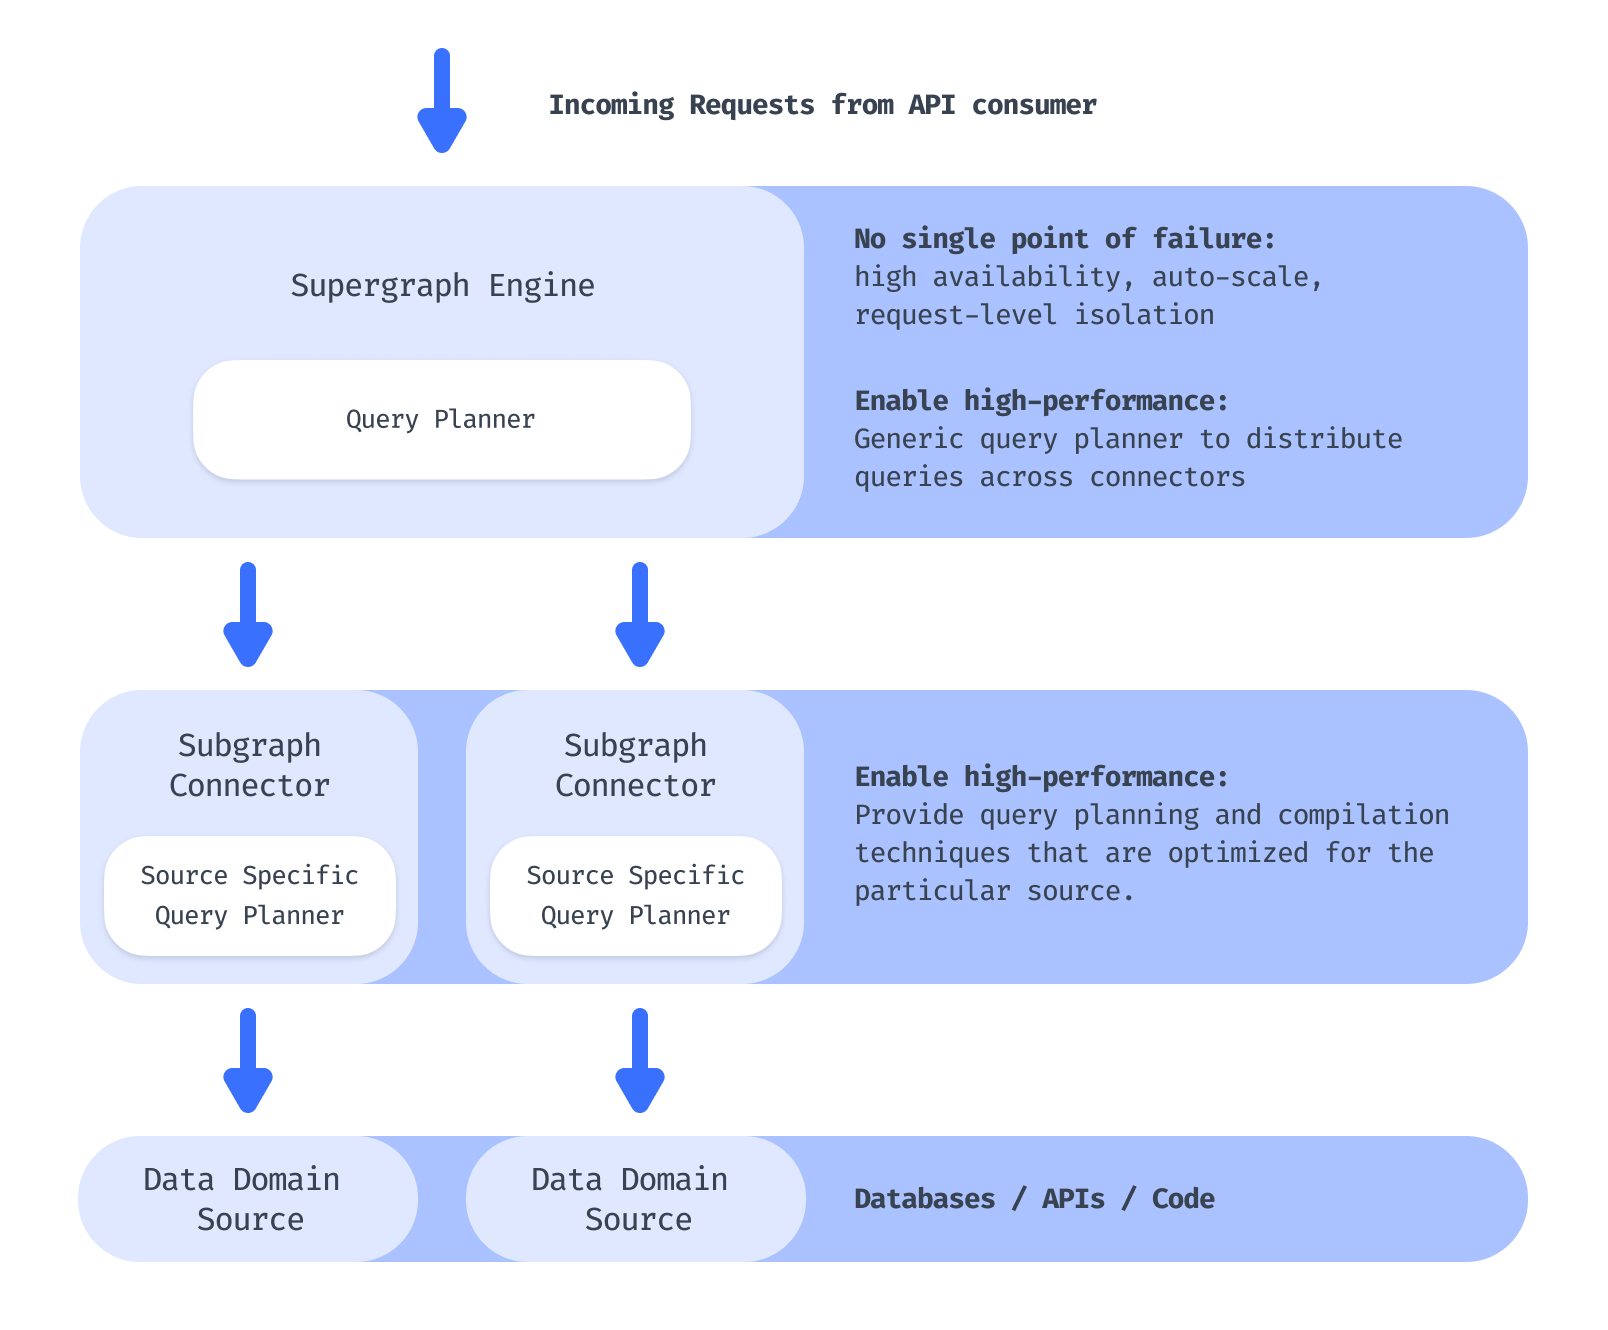 Incoming Requests from API consumer
Supergraph Engine
Query Planner
No single point of failure:
high availability, auto-scale,
request-level isolation
Enable high-performance:
Generic query planner to distribute
queries across connectors
Subgraph
Connector
Source Specific
Query Planner
Subgraph
Connector
Source Specific
Query Planner
Enable high-performance:
Provide query planning and compilation
techniques that are optimized for the
particular source.
Data Domain
Source
Data Domain
Source
Databases / APIs / Code